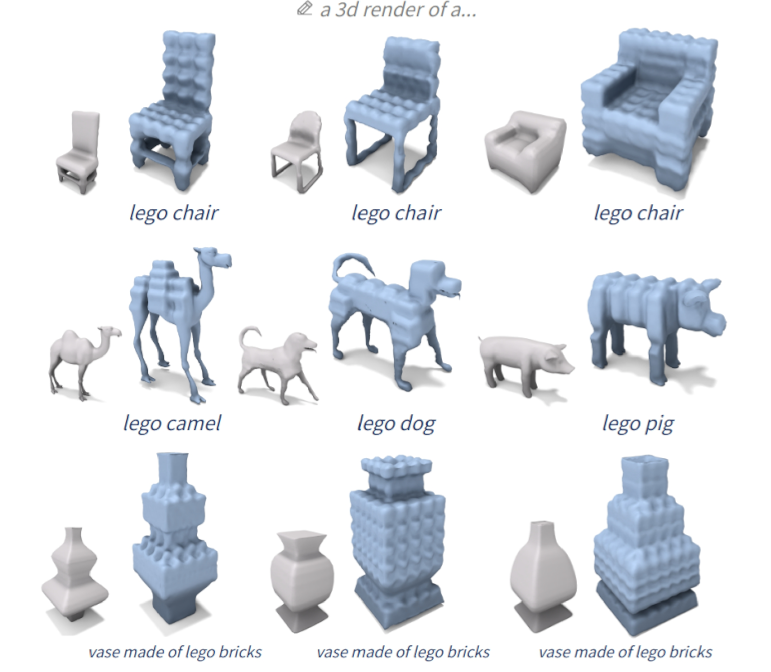 a 3d render of a...
lego chair
lego chair
lego chair
lego camel
lego dog
lego pig
vase made of lego bricks
vase made of lego bricks
vase made of lego bricks